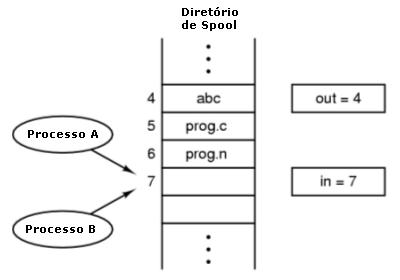 Diretório
de Spool
4 abc out = 4
Processo A
5 prog.c
6 prog.n
7 in = 7
Processo B